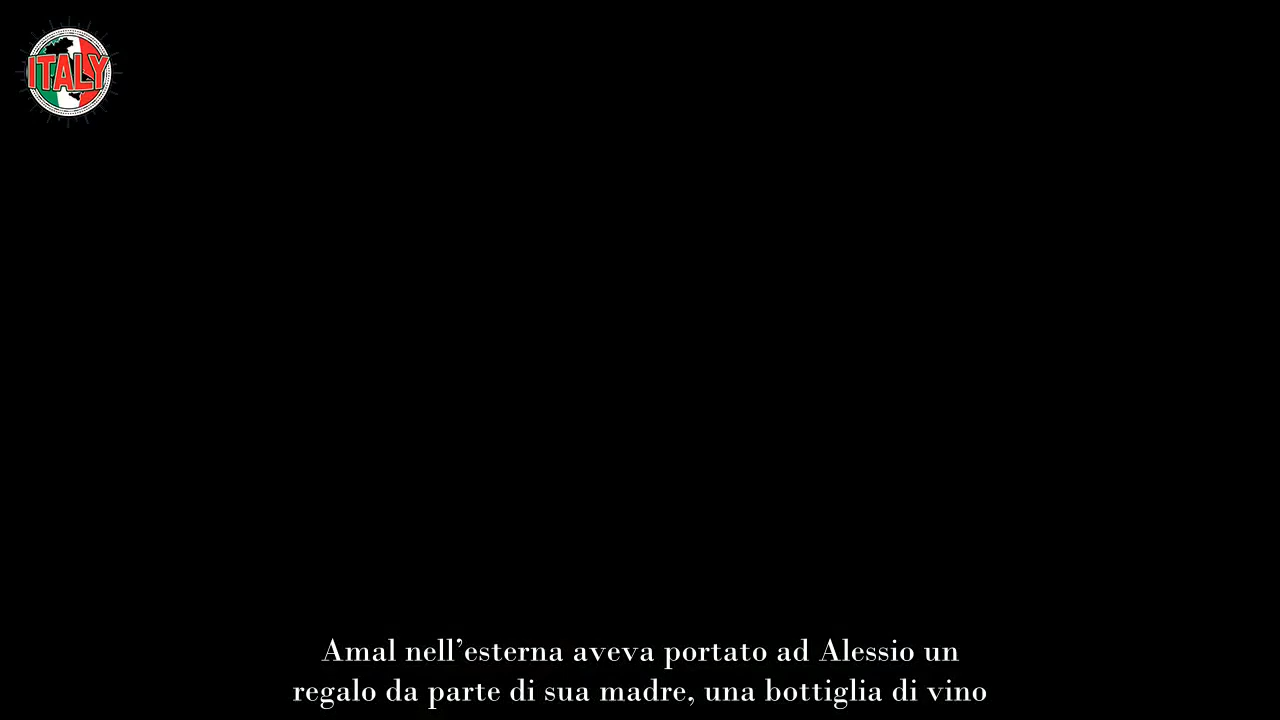 ITALY
Amal nell’esterna aveva portato ad Alessio un
regalo da parte di sua madre, una bottiglia di vino